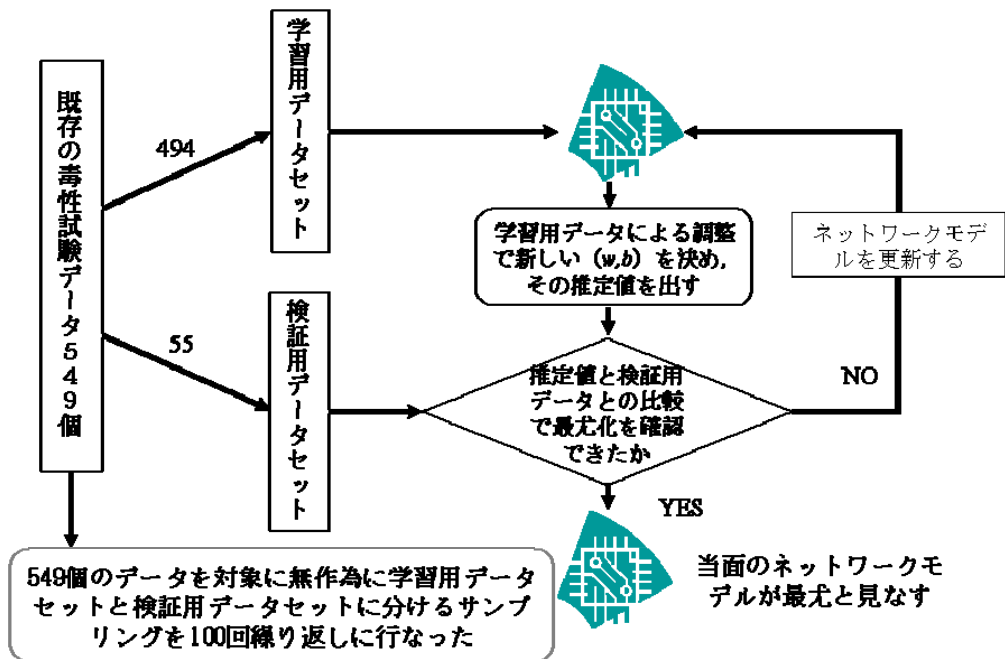 既存の毒性試験データ549個
494
55
学習用データセット
検証用データセット
学習用データによる調整
で新しい（w,b）を決め，
その推定値を出す
ネットワークモデ
ルを更新する
推定値と検証用
データとの比較
で最尤化を確認
できたか
NO
YES
当面のネットワークモ
デルが最尤と見なす
549個のデータを対象に無作為に学習用データ
セットと検証用データセットに分けるサンプ
リングを100回繰り返しに行なった